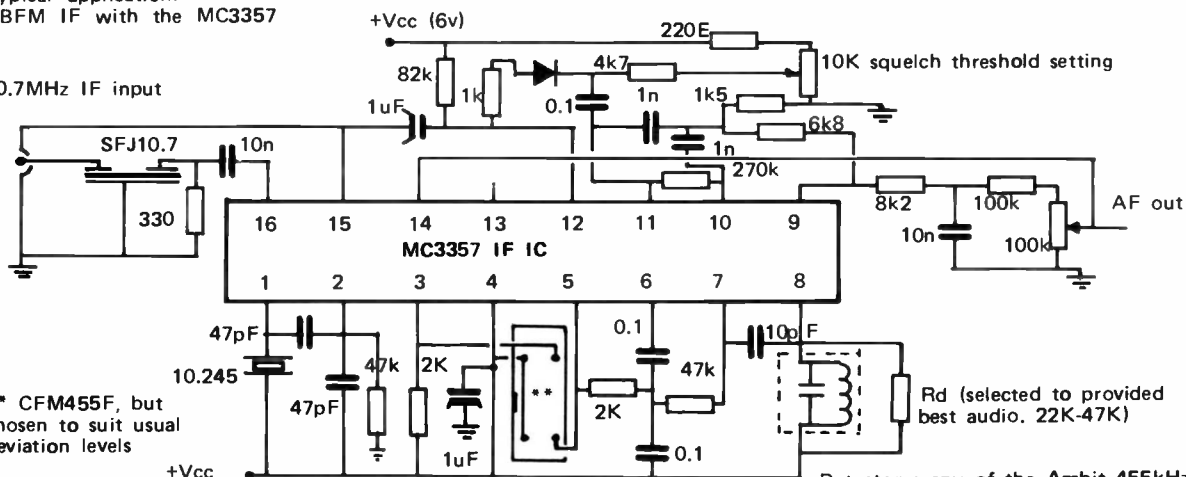 BFM IF with the MC3357
+Vcc (6v)
220E
10K squelch threshold setting
4k7
82k
1k
0.1
1n
1k5
0.7MHz IF input
1uF
6k8
SFJ10.7
10n
1n
270k
330
8k2
100k
AF out
10n
100k
16 15 14 13 12 11 10 9
MC3357 IF IC
1 2 3 4 5 6 7 8
47pF
0.1
10pF
47k
2K
47k
10.245
**
2K
Rd (selected to provided
best audio. 22K-47K)
* CFM455F, but
hosen to suit usual
eviation levels
47pF
1uF
0.1
+Vcc